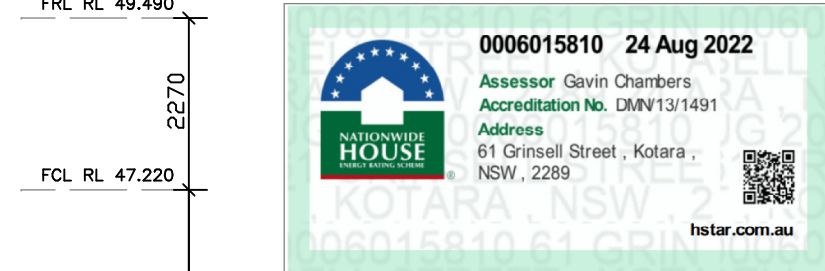 FRL RL 49.490
2270
FCL RL 47.220
0006015810 24 Aug 2022
Assessor Gavin Chambers
Accreditation No. DMN/13/1491
Address
61 Grinsell Street , Kotara ,
NSW , 2289
NATIONWIDE
HOUSE
ENERGY RATING SCHEME
®
hstar.com.au